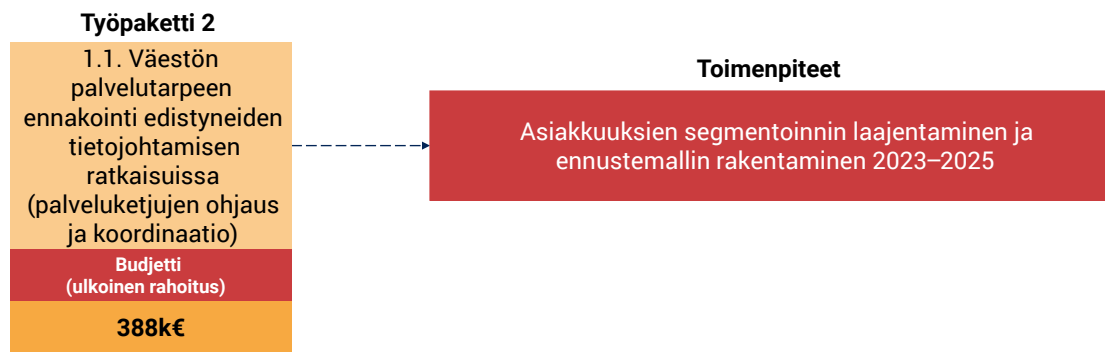 Työpaketti 2
1.1. Väestön
palvelutarpeen
ennakointi edistyneiden
tietojohtamisen
ratkaisuissa
(palveluketjujen ohjaus
ja koordinaatio)
Budjetti
(ulkoinen rahoitus)
388k€
Toimenpiteet
Asiakkuuksien segmentoinnin laajentaminen ja
ennustemallin rakentaminen 2023–2025